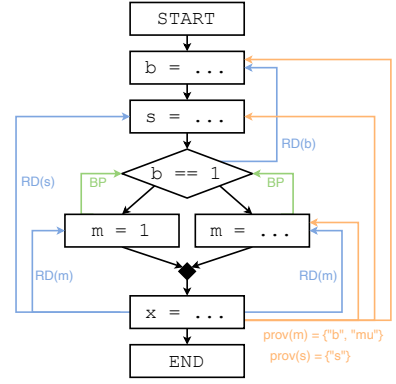 START
b = ...
s = ...
RD(b)
b == 1
RD(s)
BP
BP
m = 1
m = ...
RD(m)
RD(m)
x = ...
prov(m) = {"b", "mu"}
prov(s) = {"s"}
END